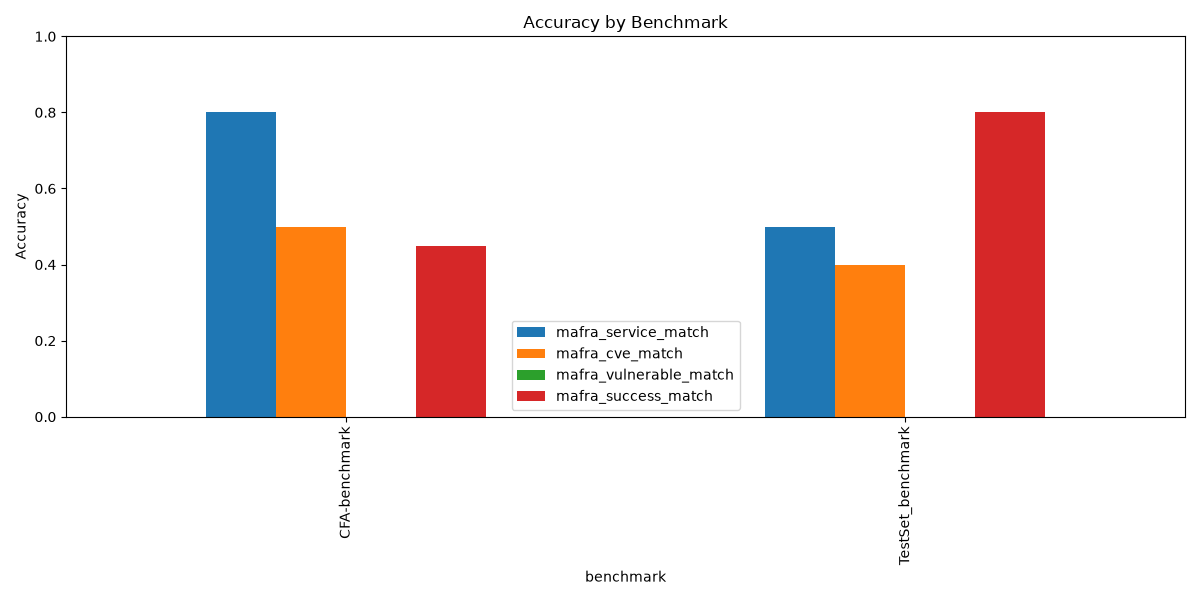 Accuracy by Benchmark
1.0
0.8
0.6
0.4
0.2
0.0
Accuracy
mafra_service_match
mafra_cve_match
mafra_vulnerable_match
mafra_success_match
CFA-benchmark
TestSet_benchmark
benchmark